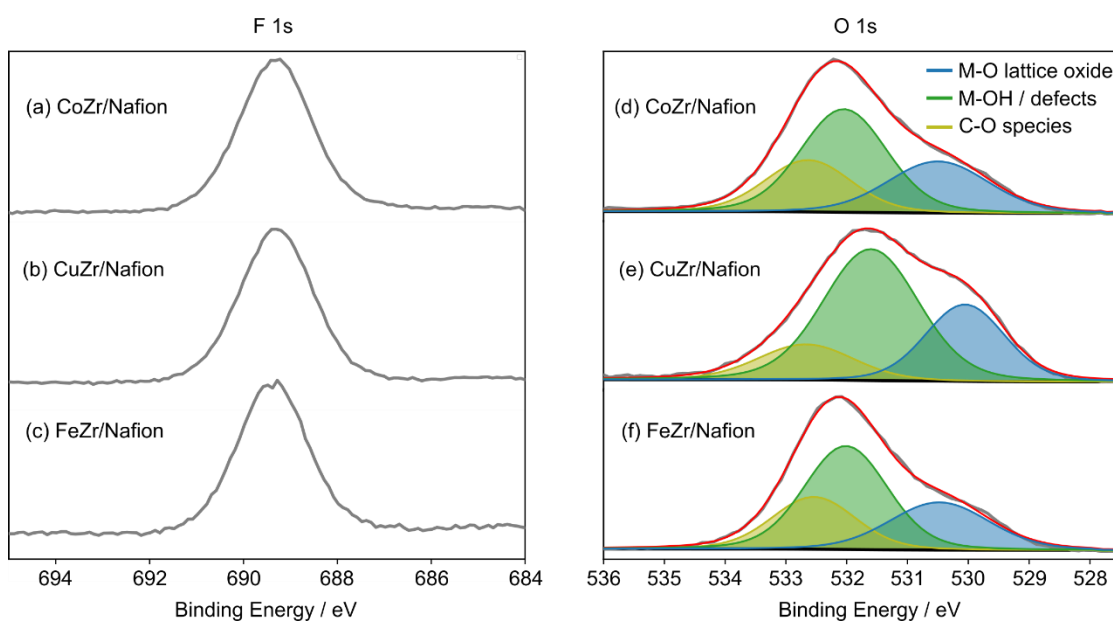 F 1s
(a) CoZr/Nafion
(b) CuZr/Nafion
(c) FeZr/Nafion
694 692 690 688 686 684
Binding Energy / eV
O 1s
M-O lattice oxide
(d) CoZr/Nafion
M-OH / defects
C-O species
(e) CuZr/Nafion
(f) FeZr/Nafion
536 535 534 533 532 531 530 529 528
Binding Energy / eV